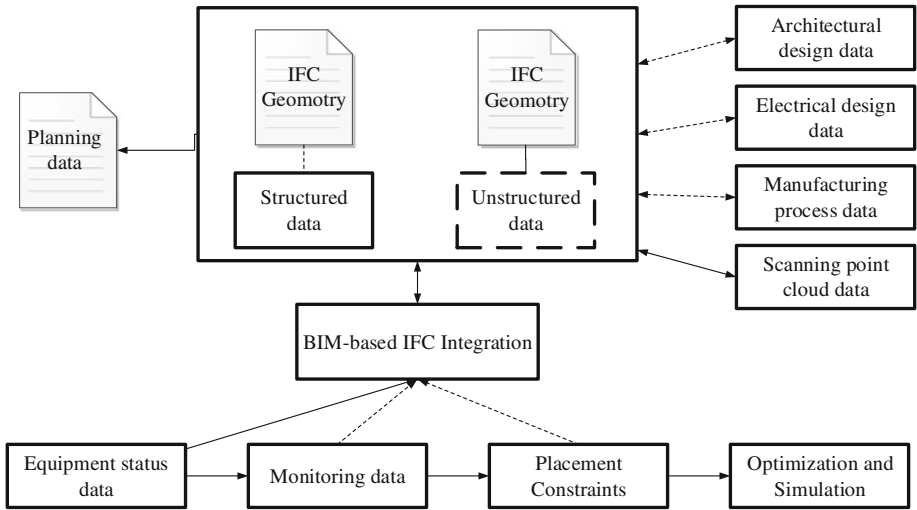 IFC
Geomotry
IFC
Geomotry
Planning
data
Structured
data
Unstructured
data
Architectural
design data
Electrical design
data
Manufacturing
process data
Scanning point
cloud data
BIM-based IFC Integration
Equipment status
data
Monitoring data
Placement
Constraints
Optimization and
Simulation